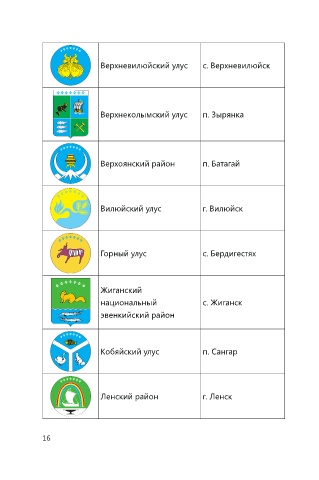 Верхневилюйский улус с. Верхневилюйск
Верхнеколымский улус п. Зырянка
Верхоянский район п. Батагай
Вилюйский улус г. Вилюйск
Горный улус с. Бердигестях
Жиганский
национальный с. Жиганск
эвенкийский район
Кобяйский улус п. Сангар
Ленский район г. Ленск
16